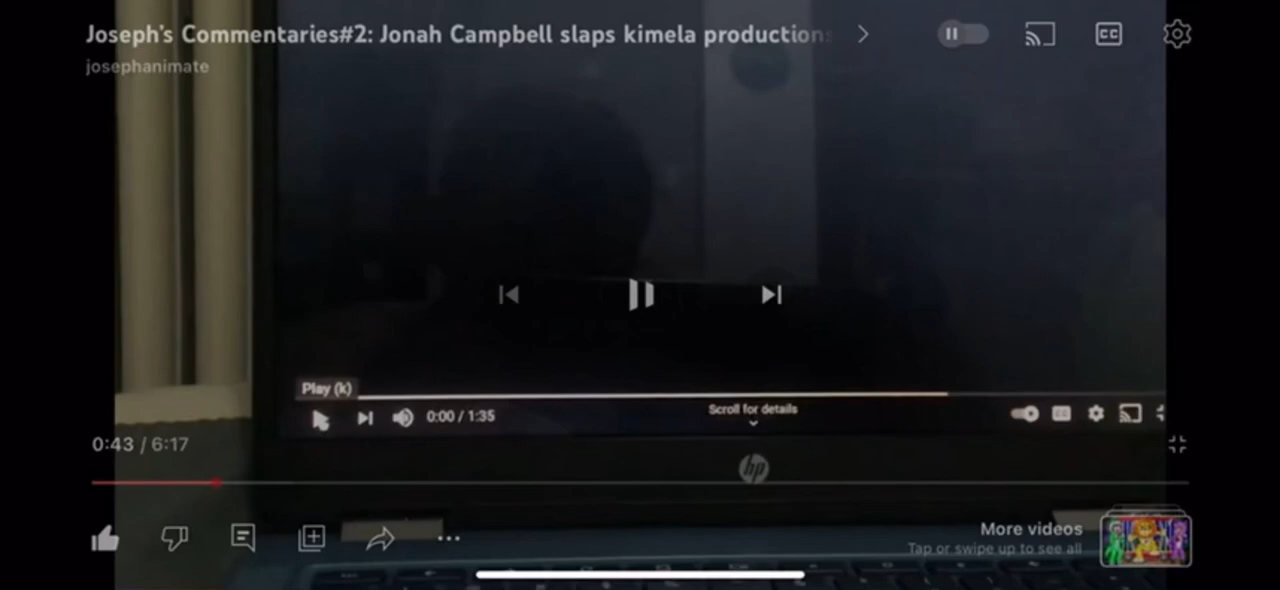 Joseph's Commentaries#2: Jonah Campbell slaps kimela productions
josephanimate
CC
Play (k)
0:00 / 1:35
Scroll for details
0:43 / 6:17
hp
More videos
Tap or swipe up to see all